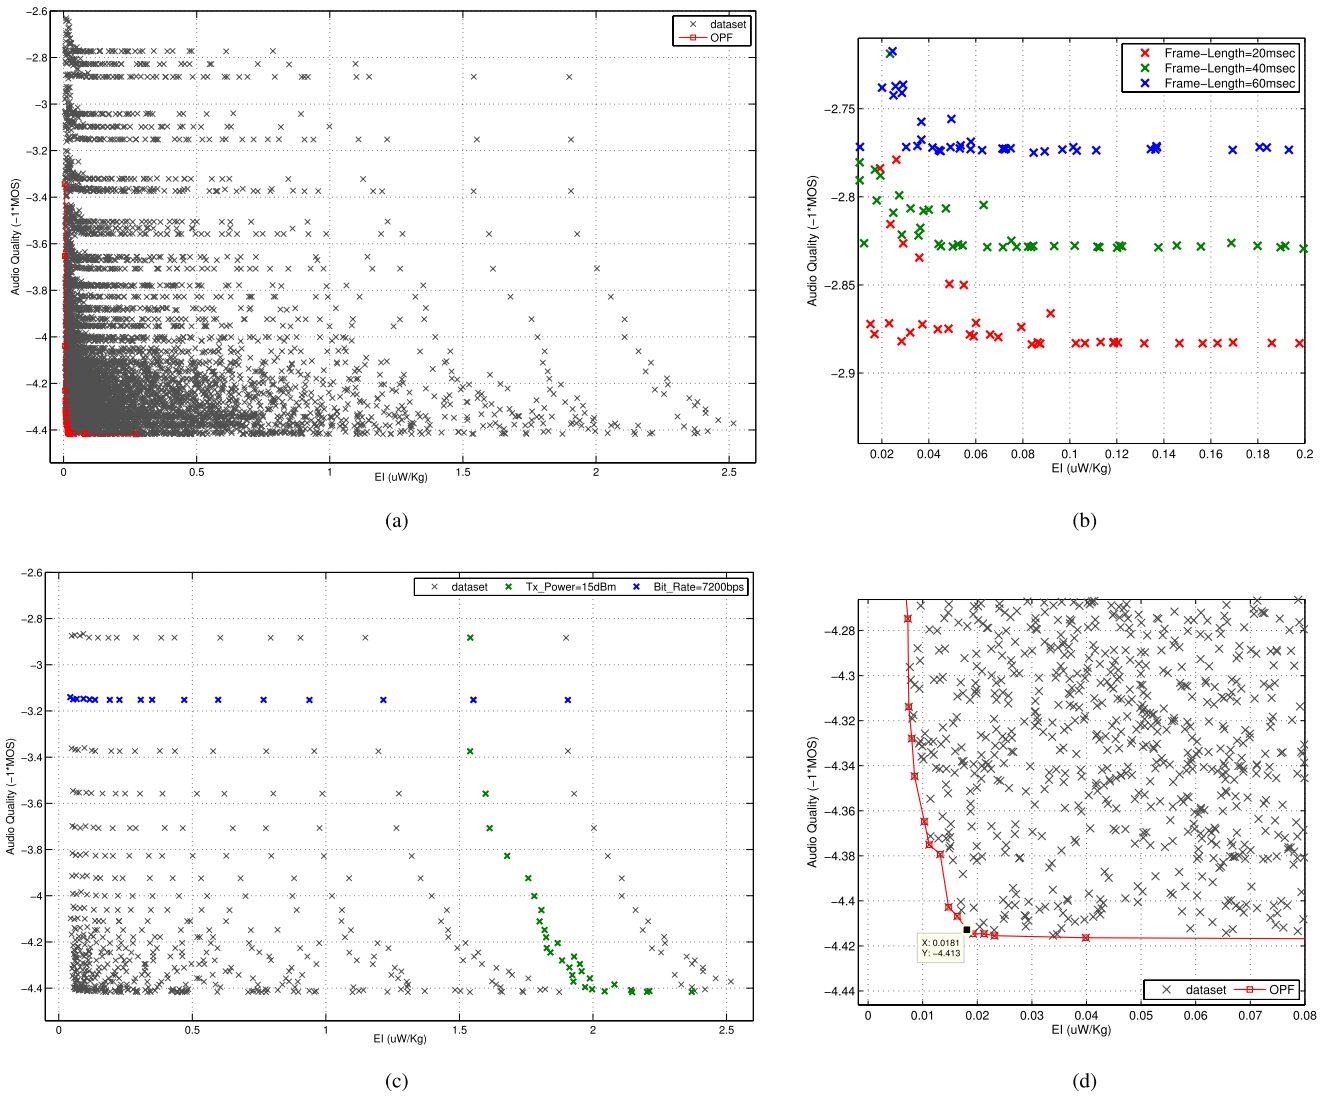 −2.6
−2.8
−3
−3.2
−3.4
−3.6
−3.8
−4
−4.2
−4.4
Audio Quality (−1*MOS)
0
0.5
1
1.5
2
2.5
EI (uW/Kg)
dataset
OPF
(a)
−2.75
−2.8
−2.85
−2.9
Audio Quality (−1*MOS)
0.02
0.04
0.06
0.08
0.1
0.12
0.14
0.16
0.18
0.2
EI (uW/Kg)
Frame−Length=20msec
Frame−Length=40msec
Frame−Length=60msec
(b)
−2.6
−2.8
−3
−3.2
−3.4
−3.6
−3.8
−4
−4.2
−4.4
Audio Quality (−1*MOS)
0
0.5
1
1.5
2
2.5
EI (uW/Kg)
dataset
Tx_Power=15dBm
Bit_Rate=7200bps
(c)
−4.28
−4.3
−4.32
−4.34
−4.36
−4.38
−4.4
−4.42
−4.44
Audio Quality (−1*MOS)
X: 0.0181
Y: −4.413
0
0.01
0.02
0.03
0.04
0.05
0.06
0.07
0.08
EI (uW/Kg)
dataset
OPF
(d)